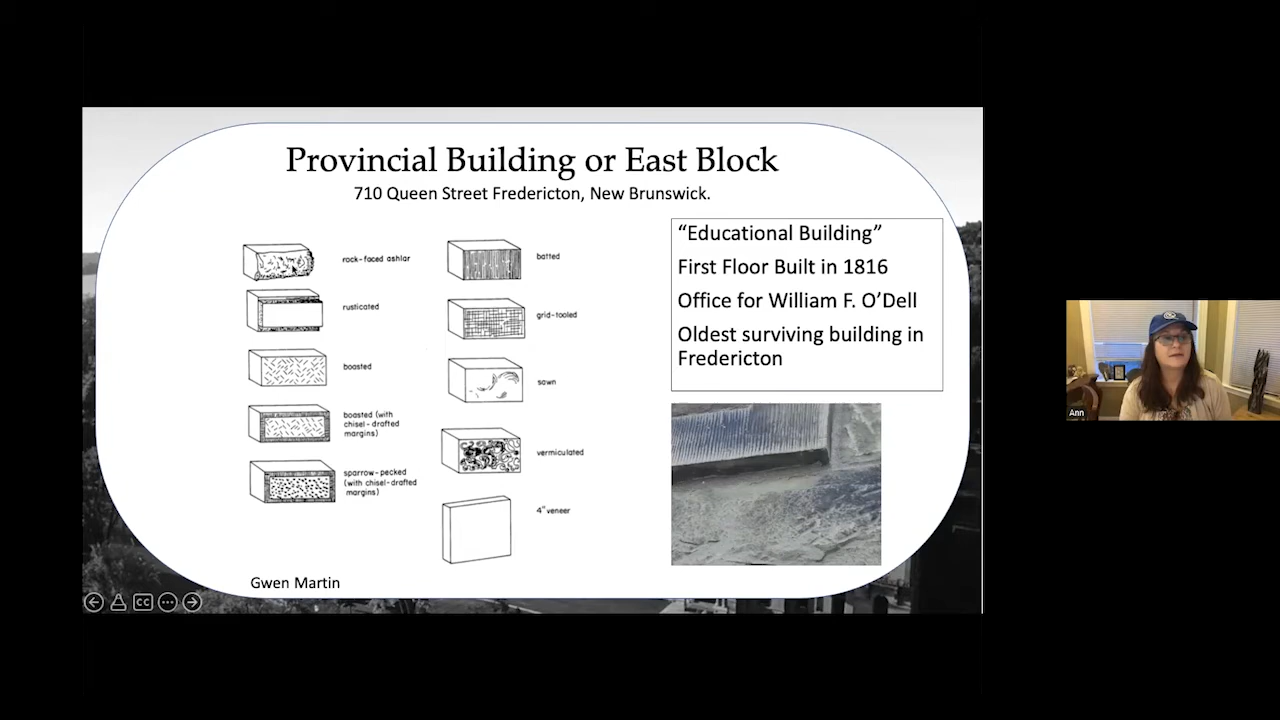 Provincial Building or East Block
710 Queen Street Fredericton, New Brunswick.
rock-faced ashlar
rusticated
boasted
boasted (with
chisel-drafted
margins)
sparrow-pecked
(with chisel-drafted
margins)
batted
grid-tooled
sawn
vermiculated
4" veneer
“Educational Building”
First Floor Built in 1816
Office for William F. O’Dell
Oldest surviving building in
Fredericton
Gwen Martin
CC
Ann